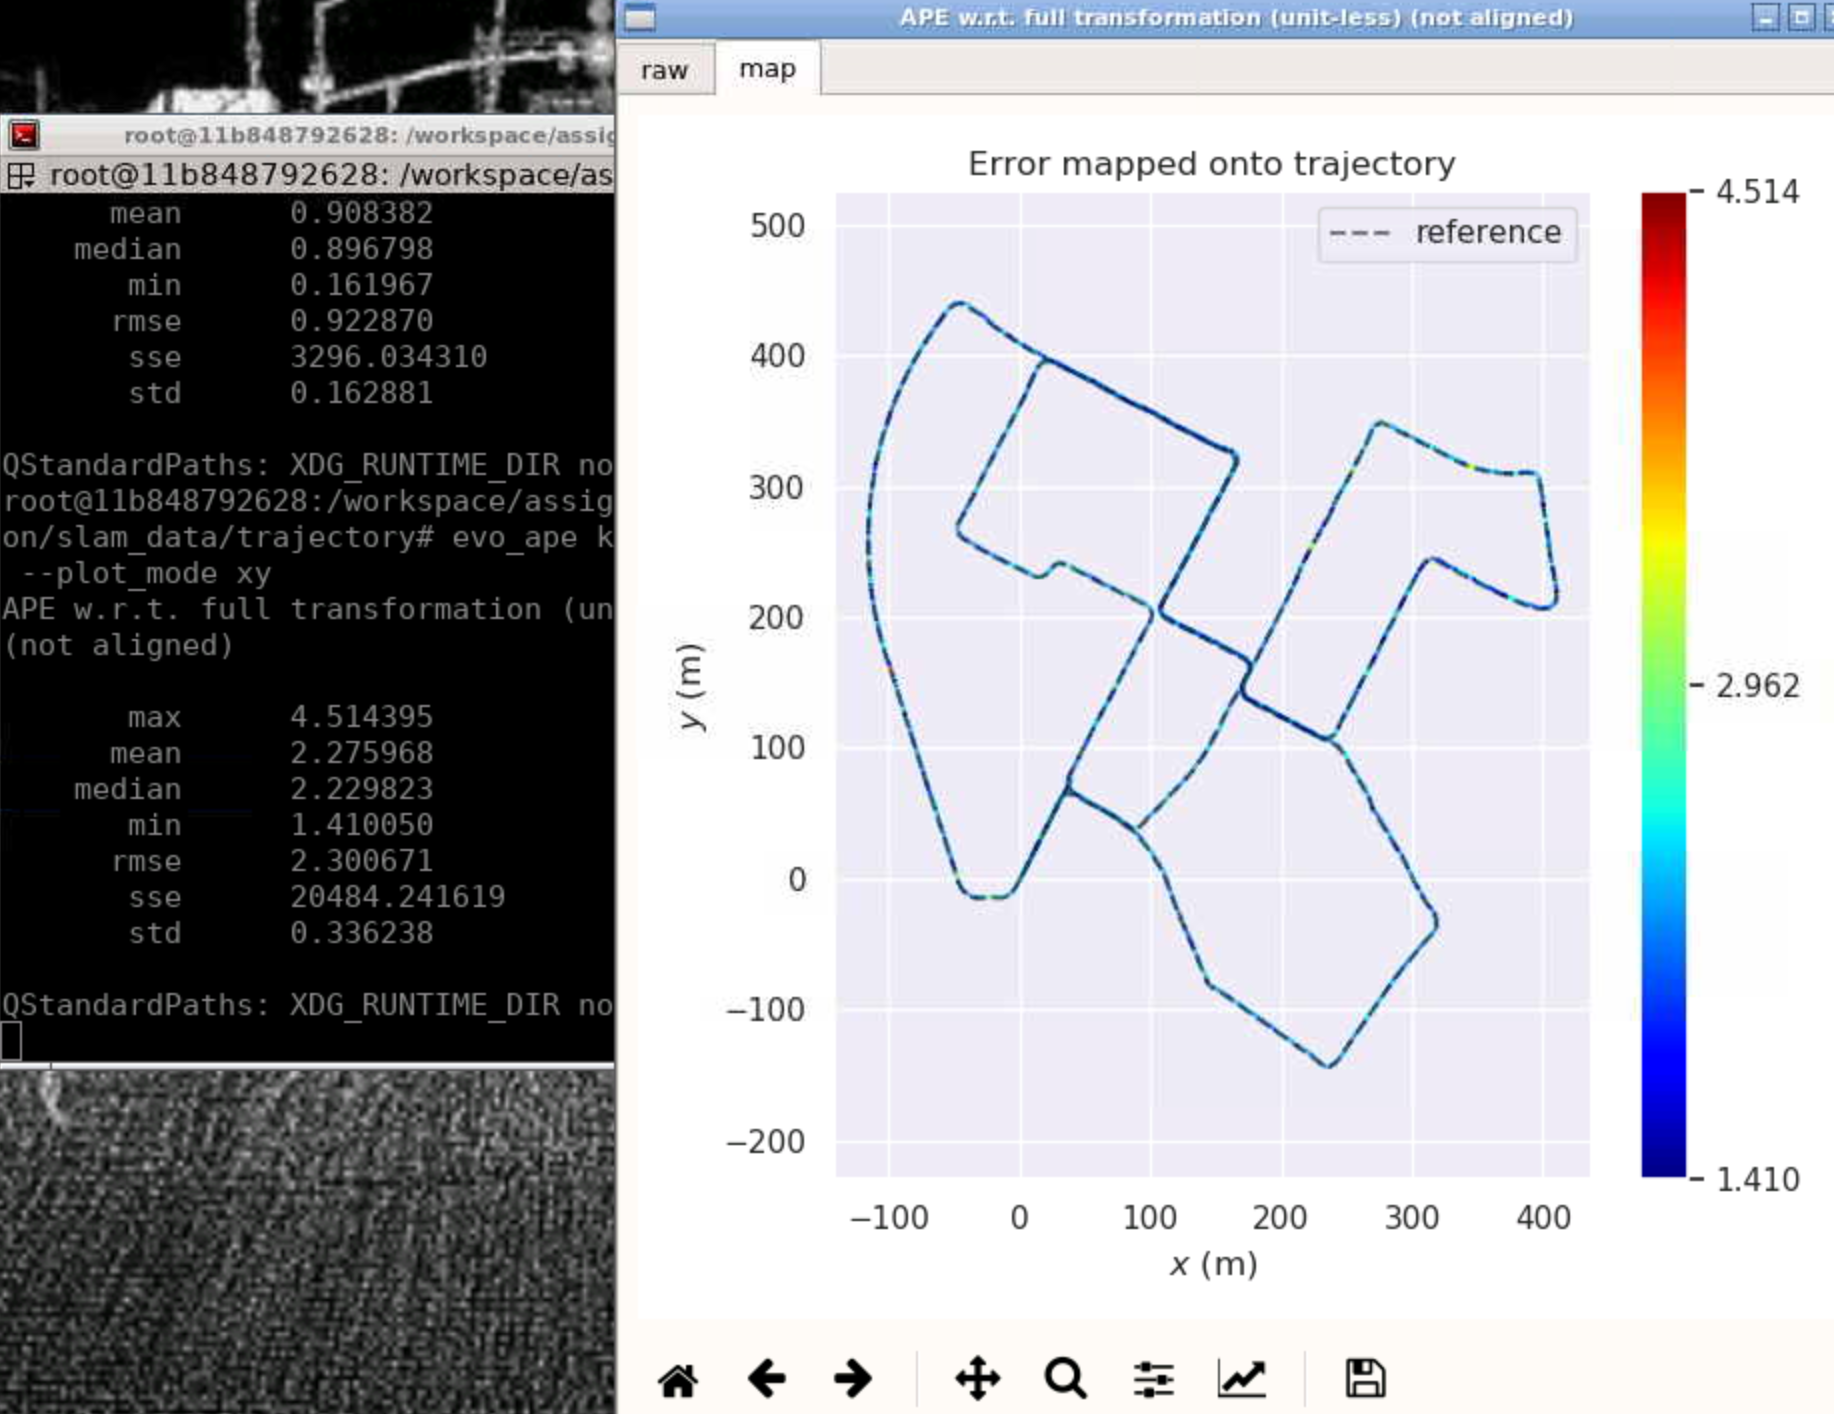 root@11b848792628: /workspace/assig
root@11b848792628: /workspace/as
mean 0.908382
median 0.896798
min 0.161967
rmse 0.922870
sse 3296.034310
std 0.162881
QStandardPaths: XDG_RUNTIME_DIR no
root@11b848792628:/workspace/assig
on/slam_data/trajectory# evo_ape k
--plot_mode xy
APE w.r.t. full transformation (un
(not aligned)
max 4.514395
mean 2.275968
median 2.229823
min 1.410050
rmse 2.300671
sse 20484.241619
std 0.336238
QStandardPaths: XDG_RUNTIME_DIR no
APE w.r.t. full transformation (unit-less) (not aligned)
raw map
Error mapped onto trajectory
reference
500
400
300
200
100
0
−100
−200
y (m)
−100 0 100 200 300 400
x (m)
4.514
2.962
1.410